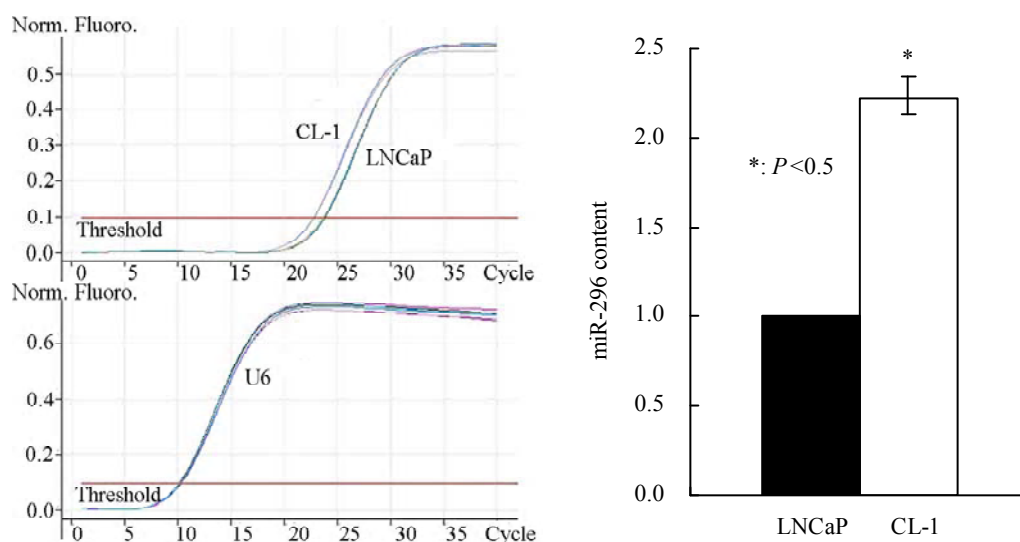 Norm. Fluoro.
0.5
0.4
0.3
0.2
0.1
0.0
CL-1
LNCaP
Threshold
0 5 10 15 20 25 30 35 Cycle
Norm. Fluoro.
0.6
0.4
0.2
0.0
U6
Threshold
0 5 10 15 20 25 30 35 Cycle
miR-296 content
2.5
2.0
1.5
1.0
0.5
0.0
*
*: P<0.5
LNCaP CL-1